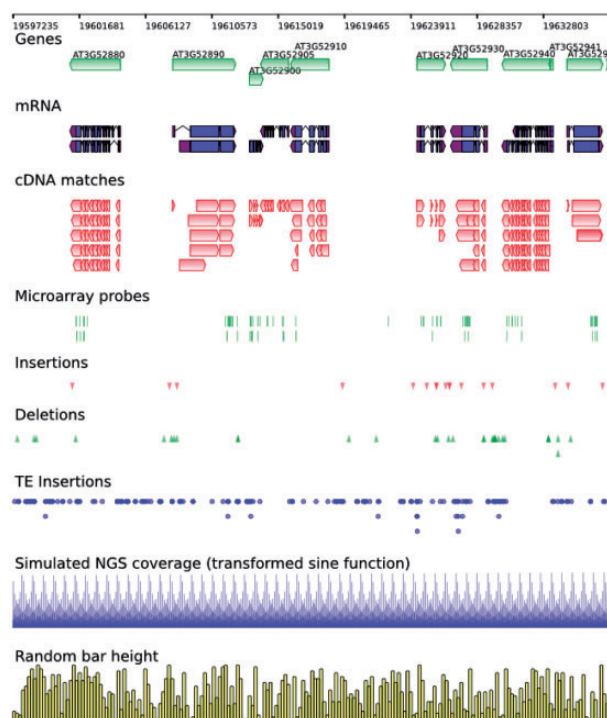 19597235 19601681 19606127 19610573 19615019 19619465 19623911 19628357 19632803
Genes
AT3G52880 AT3G52890 AT3G52905 AT3G52910 AT3G52920 AT3G52930 AT3G52940 AT3G52941
AT3G52900
mRNA
cDNA matches
Microarray probes
Insertions
Deletions
TE Insertions
Simulated NGS coverage (transformed sine function)
Random bar height